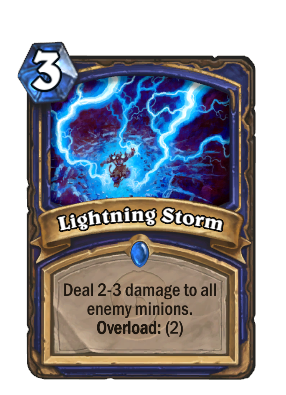 3
Lightning Storm
Deal 2-3 damage to all
enemy minions.
Overload: (2)